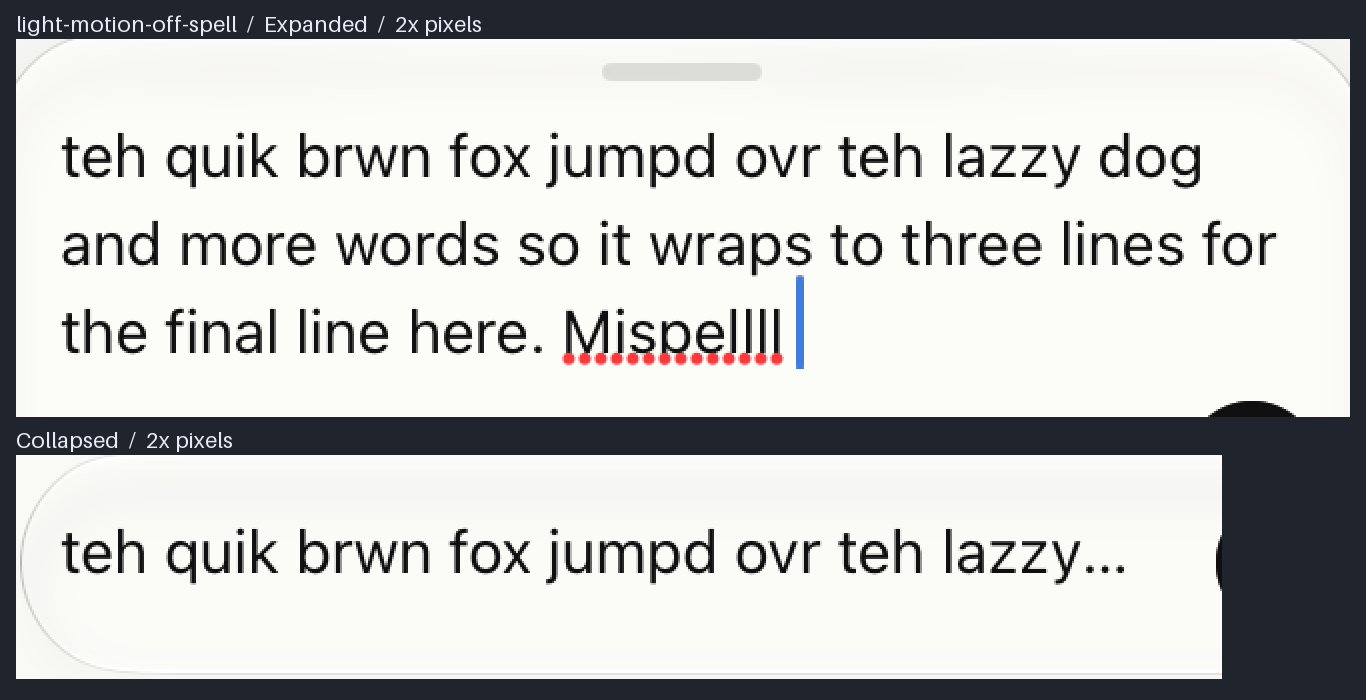 light-motion-off-spell / Expanded / 2x pixels
teh quik brwn fox jumpd ovr teh lazzy dog
and more words so it wraps to three lines for
the final line here. Mispellll
Collapsed / 2x pixels
teh quik brwn fox jumpd ovr teh lazzy...